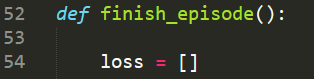 52 def finish_episode():
53
54     loss = []